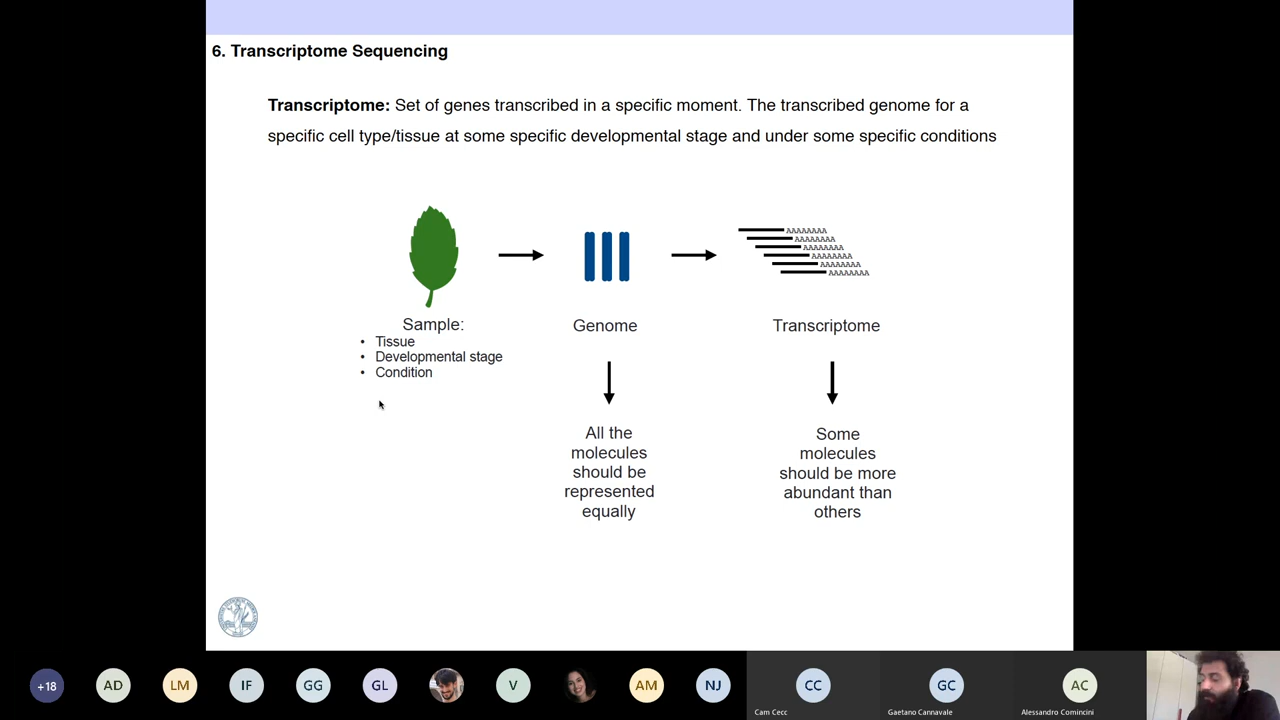 6. Transcriptome Sequencing
Transcriptome: Set of genes transcribed in a specific moment. The transcribed genome for a
specific cell type/tissue at some specific developmental stage and under some specific conditions
AAAAAAAA
AAAAAAAA
AAAAAAAA
AAAAAAAA
AAAAAAAA
AAAAAAAA
Sample:
• Tissue
• Developmental stage
• Condition
Genome
Transcriptome
All the
molecules
should be
represented
equally
Some
molecules
should be more
abundant than
others
+18
AD
LM
IF
GG
GL
V
AM
NJ
CC
Cam Cecc
GC
Gaetano Cannavale
AC
Alessandro Comincini